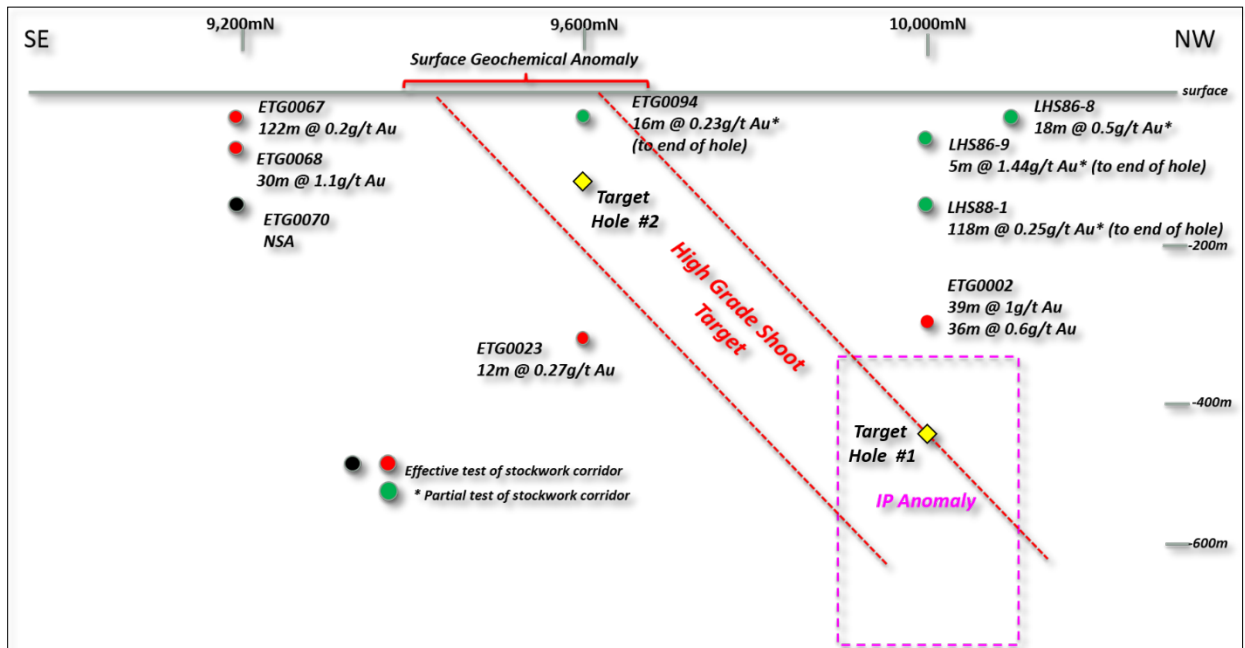 SE
9,200mN
9,600mN
10,000mN
NW
Surface Geochemical Anomaly
surface
ETG0067
122m @ 0.2g/t Au
ETG0068
30m @ 1.1g/t Au
ETG0070
NSA
ETG0094
16m @ 0.23g/t Au*
(to end of hole)
LHS86-8
18m @ 0.5g/t Au*
LHS86-9
5m @ 1.44g/t Au* (to end of hole)
LHS88-1
118m @ 0.25g/t Au* (to end of hole)
-200m
Target
Hole #2
High Grade Shoot
Target
ETG0002
39m @ 1g/t Au
36m @ 0.6g/t Au
ETG0023
12m @ 0.27g/t Au
-400m
Target
Hole #1
Effective test of stockwork corridor
* Partial test of stockwork corridor
IP Anomaly
-600m